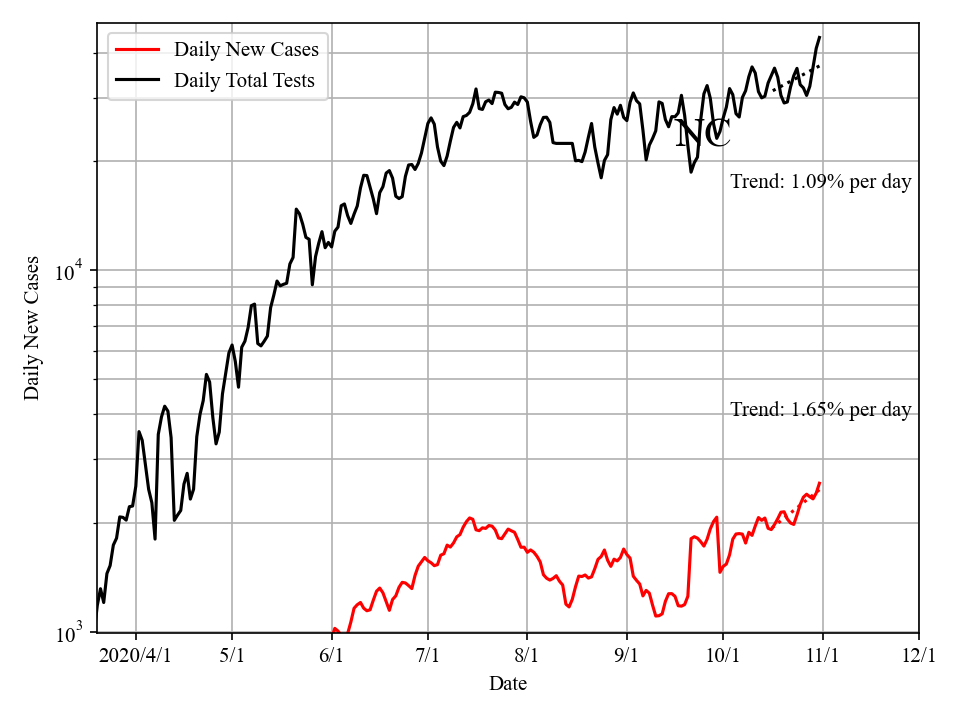 Daily New Cases
Daily Total Tests
NC
Trend: 1.09% per day
Trend: 1.65% per day
Daily New Cases
10^4
10^3
2020/4/1 5/1 6/1 7/1 8/1 9/1 10/1 11/1 12/1
Date